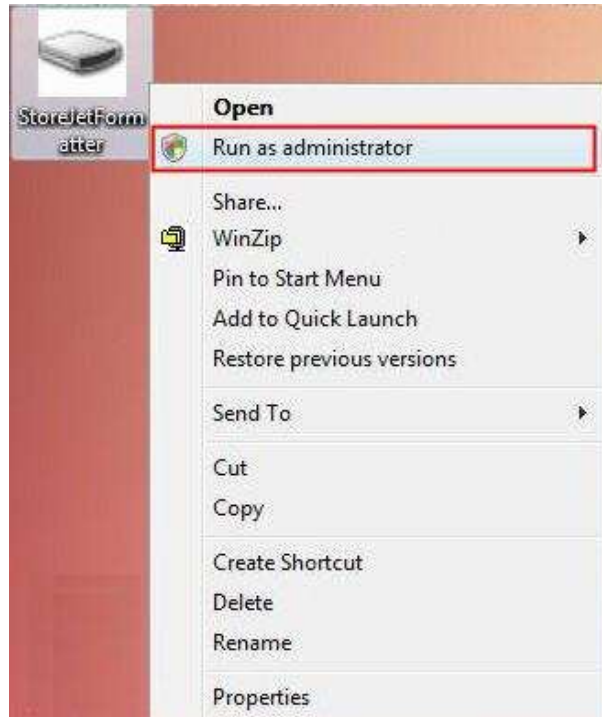 StoreJetForm
atter
Open
Run as administrator
Share...
WinZip
Pin to Start Menu
Add to Quick Launch
Restore previous versions
Send To
Cut
Copy
Create Shortcut
Delete
Rename
Properties